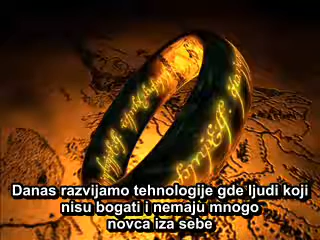 Danas razvijamo tehnologije gde ljudi koji
nisu bogati i nemaju mnogo
novca iza sebe